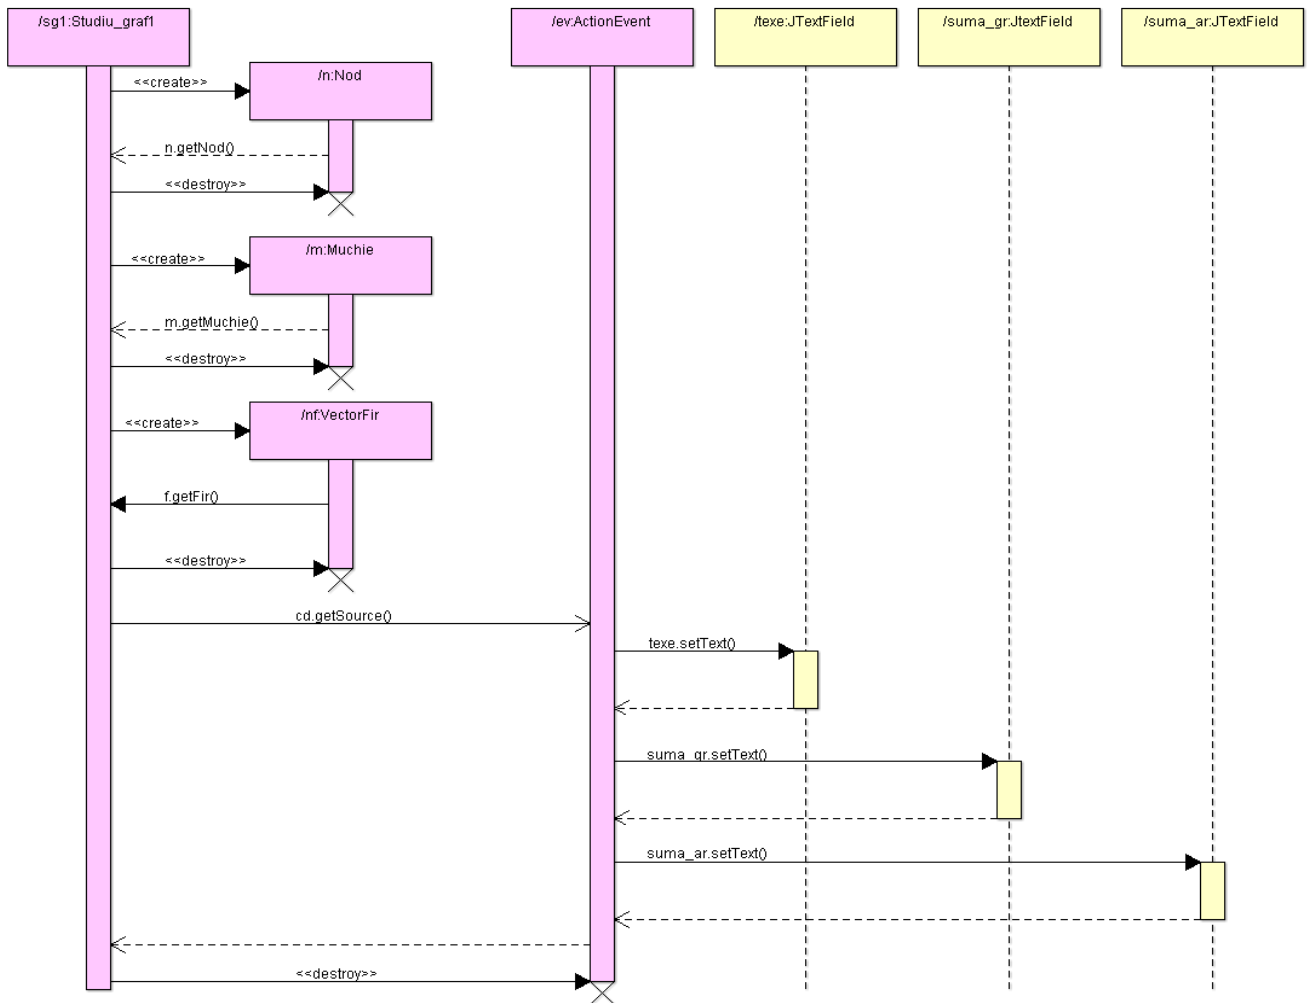 /sg1:Studiu_graf1
/ev:ActionEvent
/texe:JTextField
/suma_gr:JtextField
/suma_ar:JTextField
<<create>>
/n:Nod
n.getNod()
<<destroy>>
<<create>>
/m:Muchie
m.getMuchie()
<<destroy>>
<<create>>
/nf:VectorFir
f.getFir()
<<destroy>>
cd.getSource()
texe.setText()
suma_gr.setText()
suma_ar.setText()
<<destroy>>